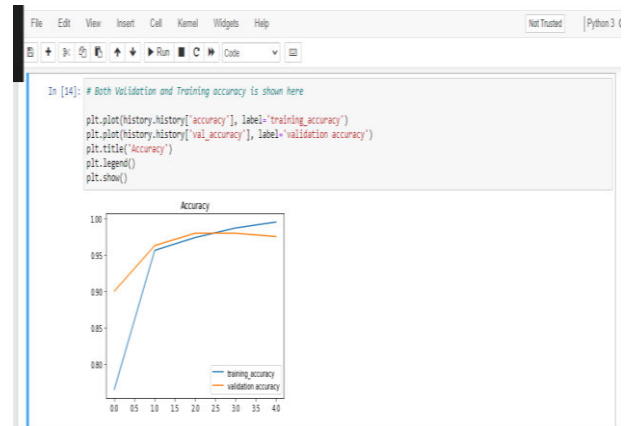 File Edit View Insert Cell Kernel Widgets Help Not Trusted Python 3
Run Code
In [14]: # Both Validation and Training accuracy is shown here
plt.plot(history.history['accuracy'], label='training_accuracy')
plt.plot(history.history['val_accuracy'], label='validation accuracy')
plt.title('Accuracy')
plt.legend()
plt.show()
Accuracy
1.00
0.95
0.90
0.85
0.80
training_accuracy
validation accuracy
0.0 0.5 1.0 1.5 2.0 2.5 3.0 3.5 4.0